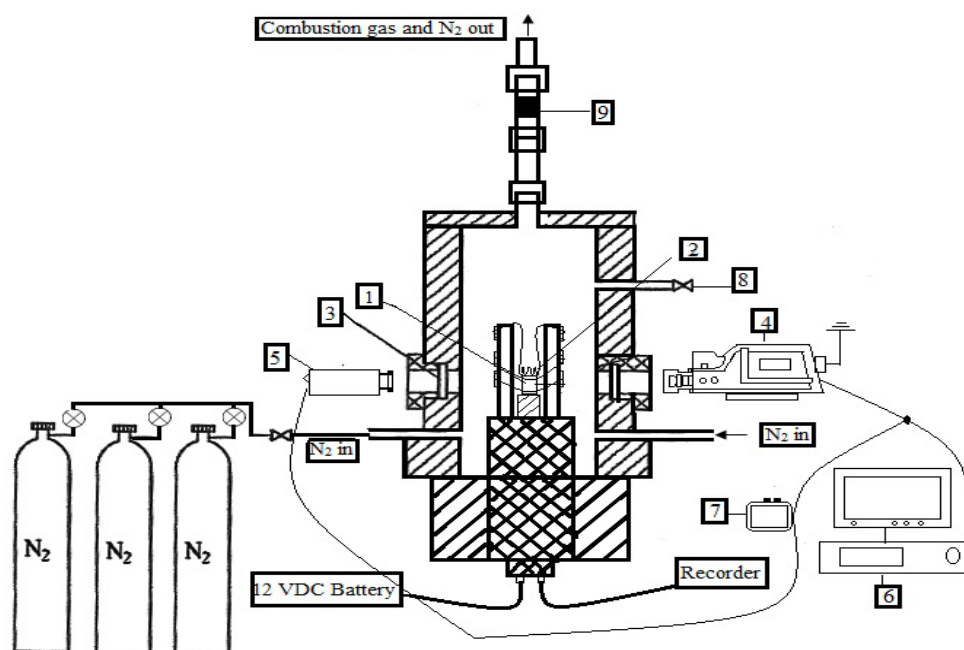 Combustion gas and N₂ out
9
2
8
1
3
4
5
N₂ in
N₂ in
7
N₂
N₂
N₂
12 VDC Battery
Recorder
6